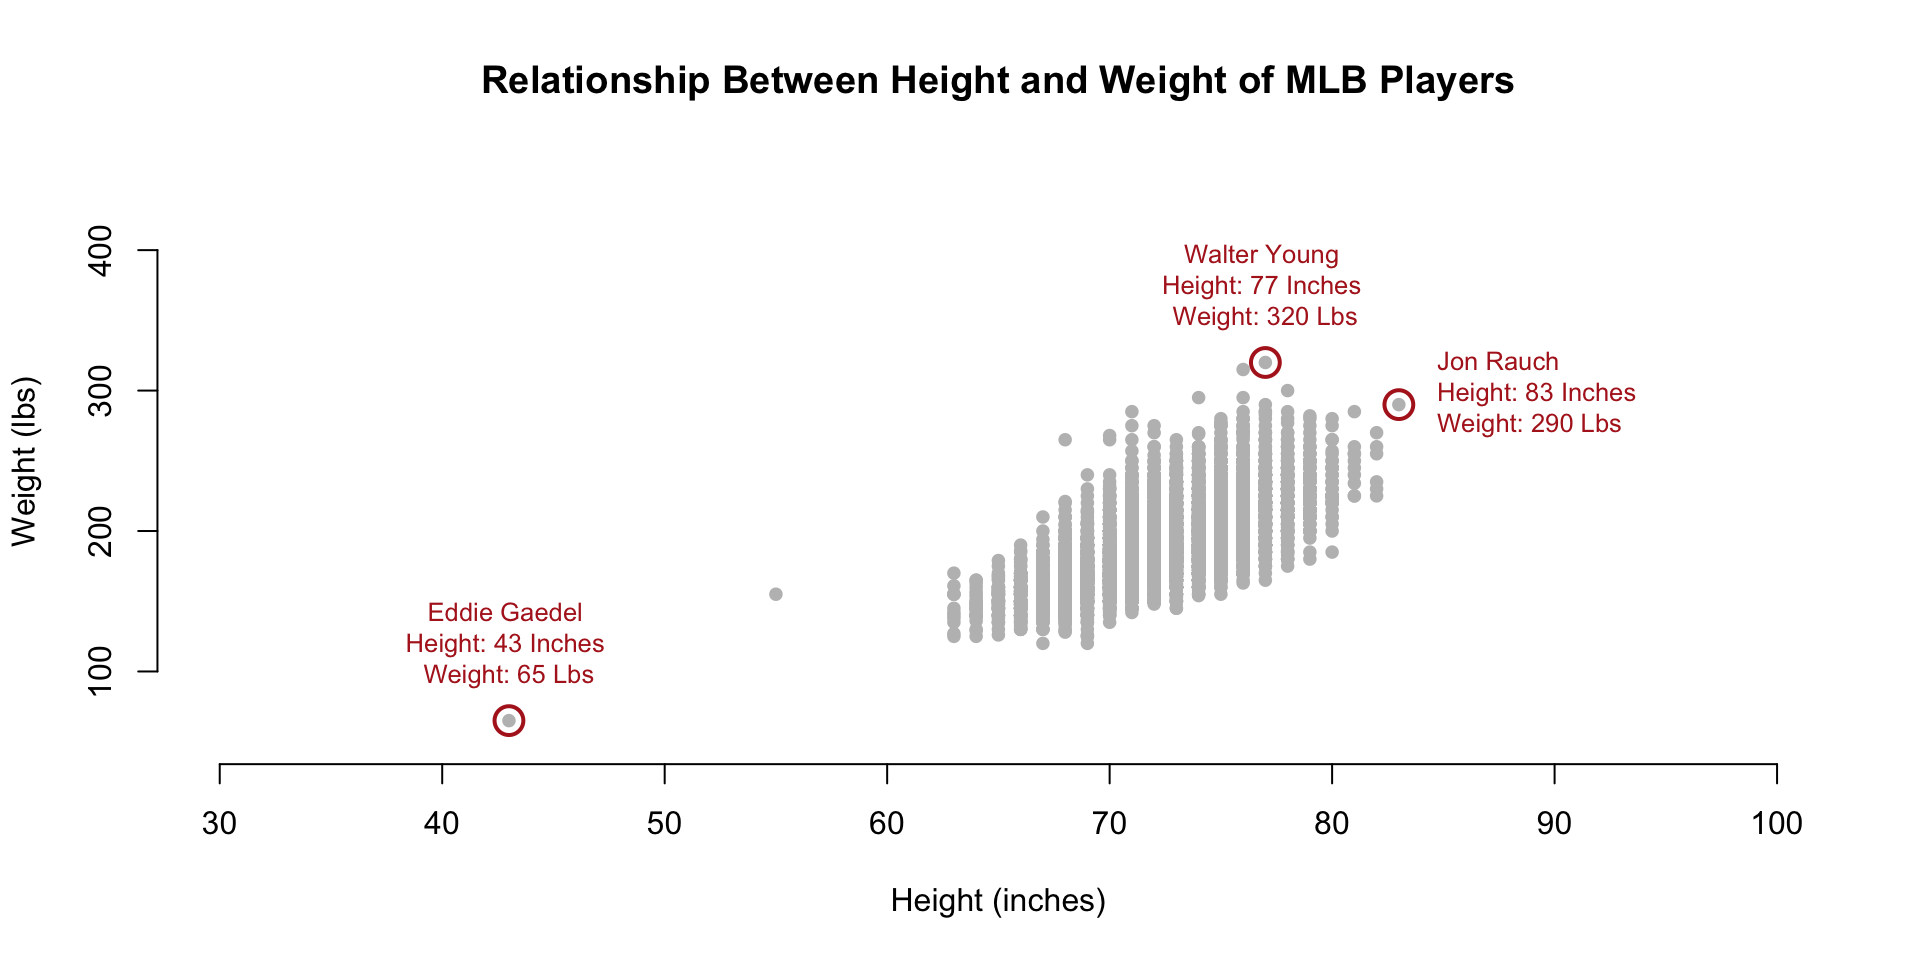 Relationship Between Height and Weight of MLB Players
400
300
200
100
Weight (lbs)
Walter Young
Height: 77 Inches
Weight: 320 Lbs
Jon Rauch
Height: 83 Inches
Weight: 290 Lbs
Eddie Gaedel
Height: 43 Inches
Weight: 65 Lbs
30 40 50 60 70 80 90 100
Height (inches)